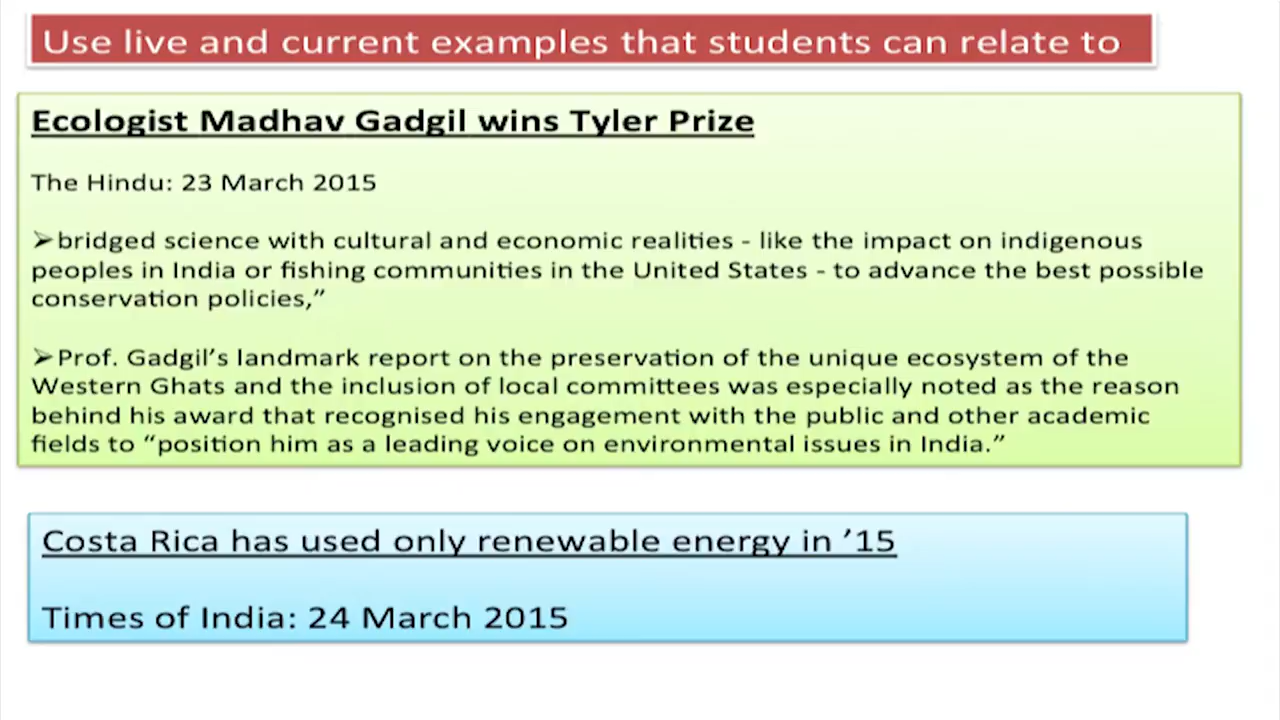 Use live and current examples that students can relate to
Ecologist Madhav Gadgil wins Tyler Prize
The Hindu: 23 March 2015
➢bridged science with cultural and economic realities - like the impact on indigenous
peoples in India or fishing communities in the United States - to advance the best possible
conservation policies,”
➢Prof. Gadgil’s landmark report on the preservation of the unique ecosystem of the
Western Ghats and the inclusion of local committees was especially noted as the reason
behind his award that recognised his engagement with the public and other academic
fields to “position him as a leading voice on environmental issues in India.”
Costa Rica has used only renewable energy in ’15
Times of India: 24 March 2015